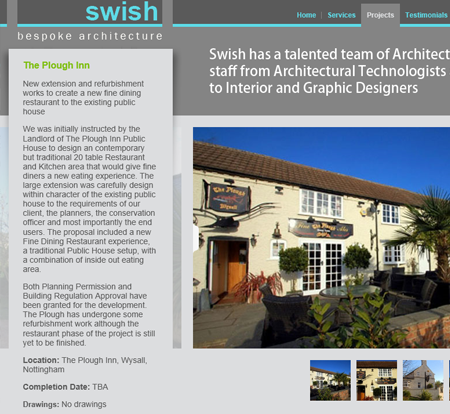 swish
bespoke architecture
Home | Services Projects Testimonials
Swish has a talented team of Architect
staff from Architectural Technologists
to Interior and Graphic Designers
The Plough Inn
New extension and refurbishment
works to create a new fine dining
restaurant to the existing public
house
We was initially instructed by the
Landlord of The Plough Inn Public
House to design an contemporary
but traditional 20 table Restaurant
and Kitchen area that would give fine
diners a new eating experience. The
large extension was carefully design
within character of the existing public
house to the requirements of our
client, the planners, the conservation
officer and most importantly the end
users. The proposal included a new
Fine Dining Restaurant experience,
a traditional Public House setup, with
a combination of inside out eating
area.
Both Planning Permission and
Building Regulation Approval have
been granted for the development.
The Plough has undergone some
refurbishment work although the
restaurant phase of the project is still
yet to be finished.
Location: The Plough Inn, Wysall,
Nottingham
Completion Date: TBA
Drawings: No drawings
The Plough
Wysall
The Plough